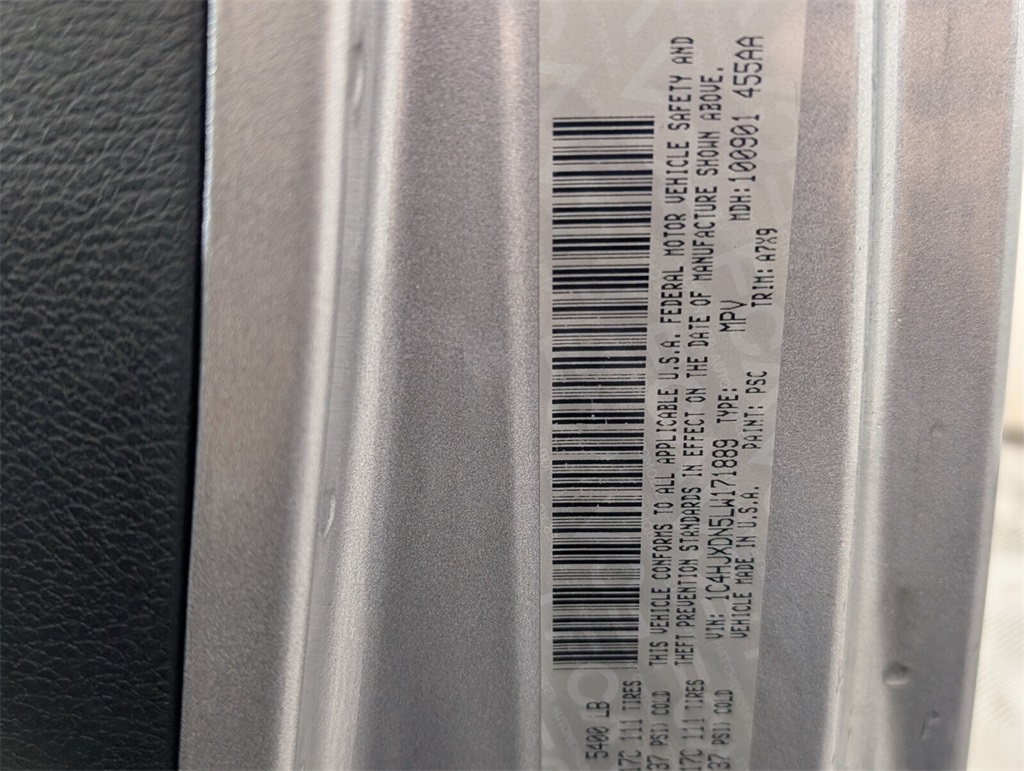 5400 LB
17C 111 TIRES
37 PSI) COLD
17C 111 TIRES
37 PSI) COLD
THIS VEHICLE CONFORMS TO ALL APPLICABLE U.S.A. FEDERAL MOTOR VEHICLE SAFETY AND
THEFT PREVENTION STANDARDS IN EFFECT ON THE DATE OF MANUFACTURE SHOWN ABOVE.
VIN: 1C4HJXDN5LW171889 TYPE: MPV MDH:100901 455AA
VEHICLE MADE IN U.S.A. PAINT: PSC TRIM:A7X9